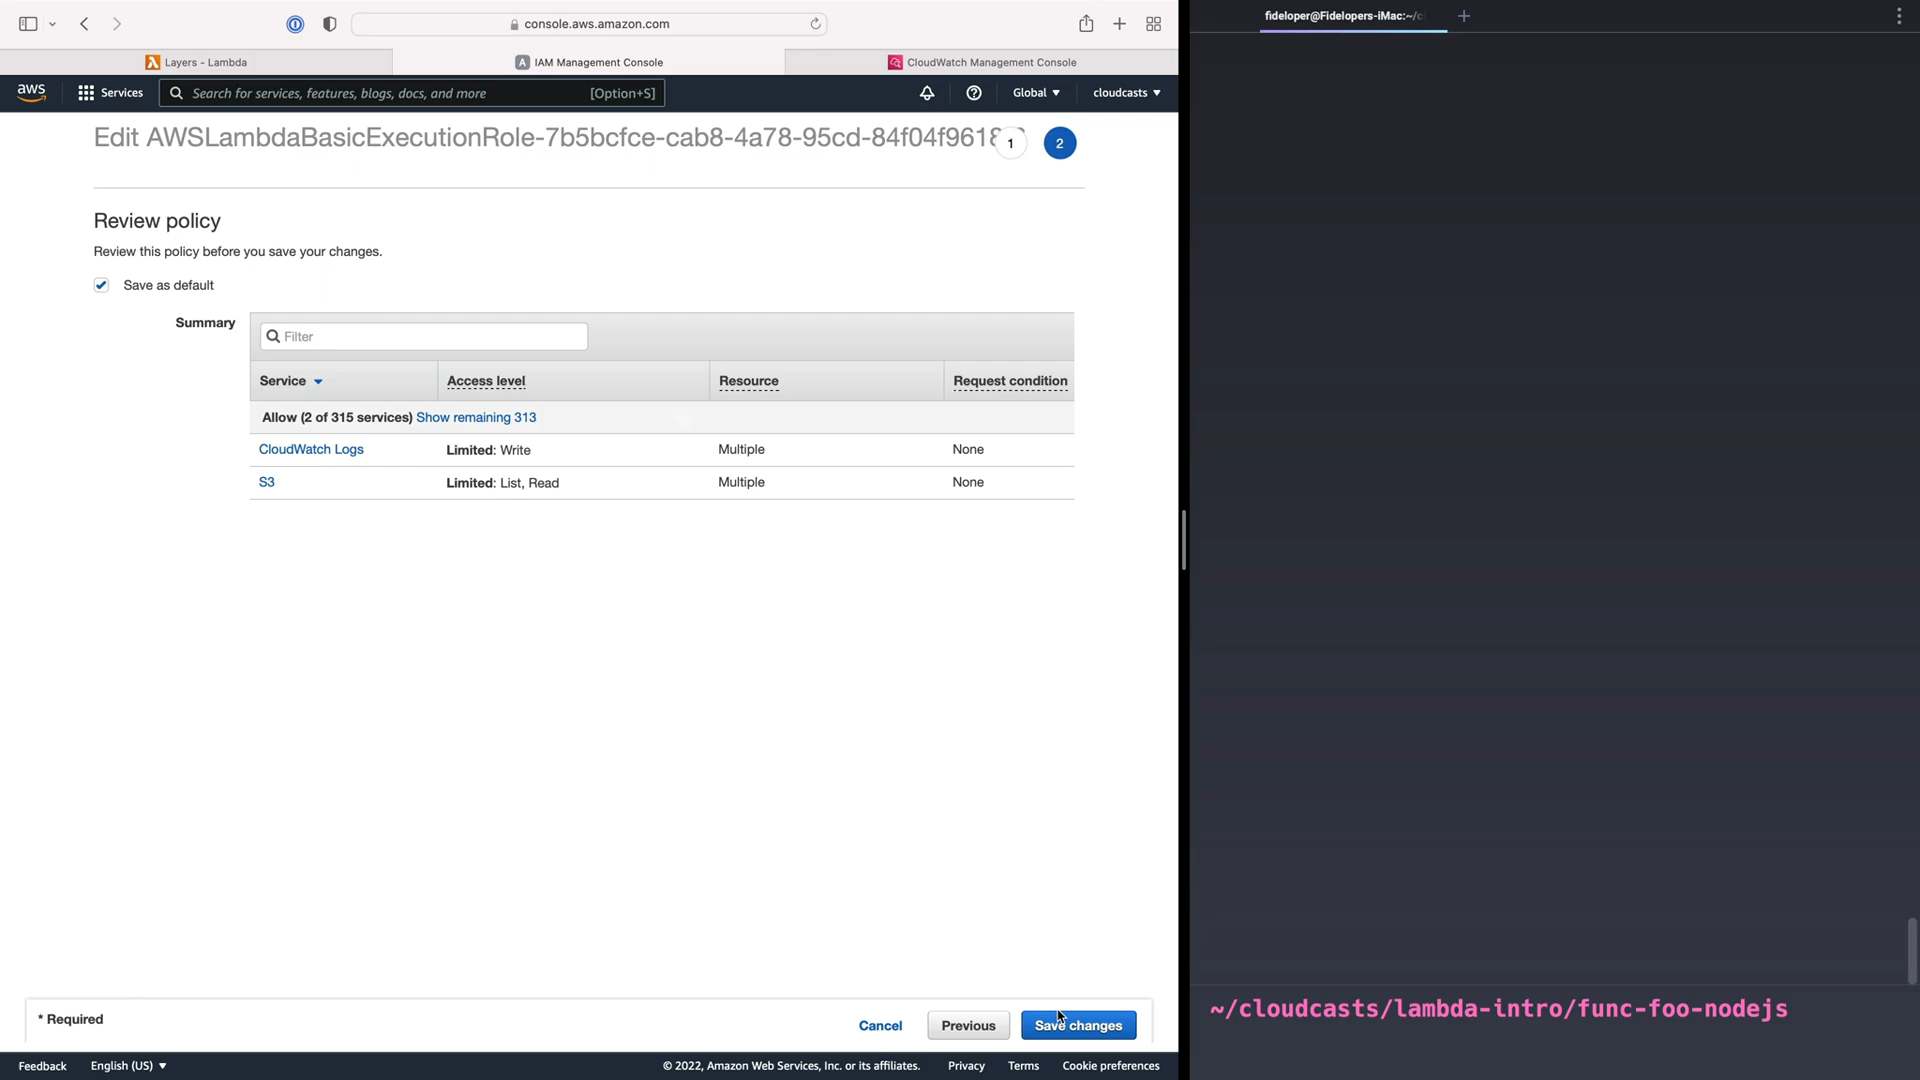 console.aws.amazon.com
Layers - Lambda
IAM Management Console
CloudWatch Management Console
aws
Services
Search for services, features, blogs, docs, and more
[Option+S]
Global
cloudcasts
Edit AWSLambdaBasicExecutionRole-7b5bcfce-cab8-4a78-95cd-84f04f9618
1
2
Review policy
Review this policy before you save your changes.
Save as default
Summary
Filter
Service
Access level
Resource
Request condition
Allow (2 of 315 services) Show remaining 313
CloudWatch Logs
Limited: Write
Multiple
None
S3
Limited: List, Read
Multiple
None
* Required
Cancel
Previous
Save changes
Feedback
English (US)
© 2022, Amazon Web Services, Inc. or its affiliates.
Privacy
Terms
Cookie preferences
fideloper@Fidelopers-iMac:~/c
~/cloudcasts/lambda-intro/func-foo-nodejs